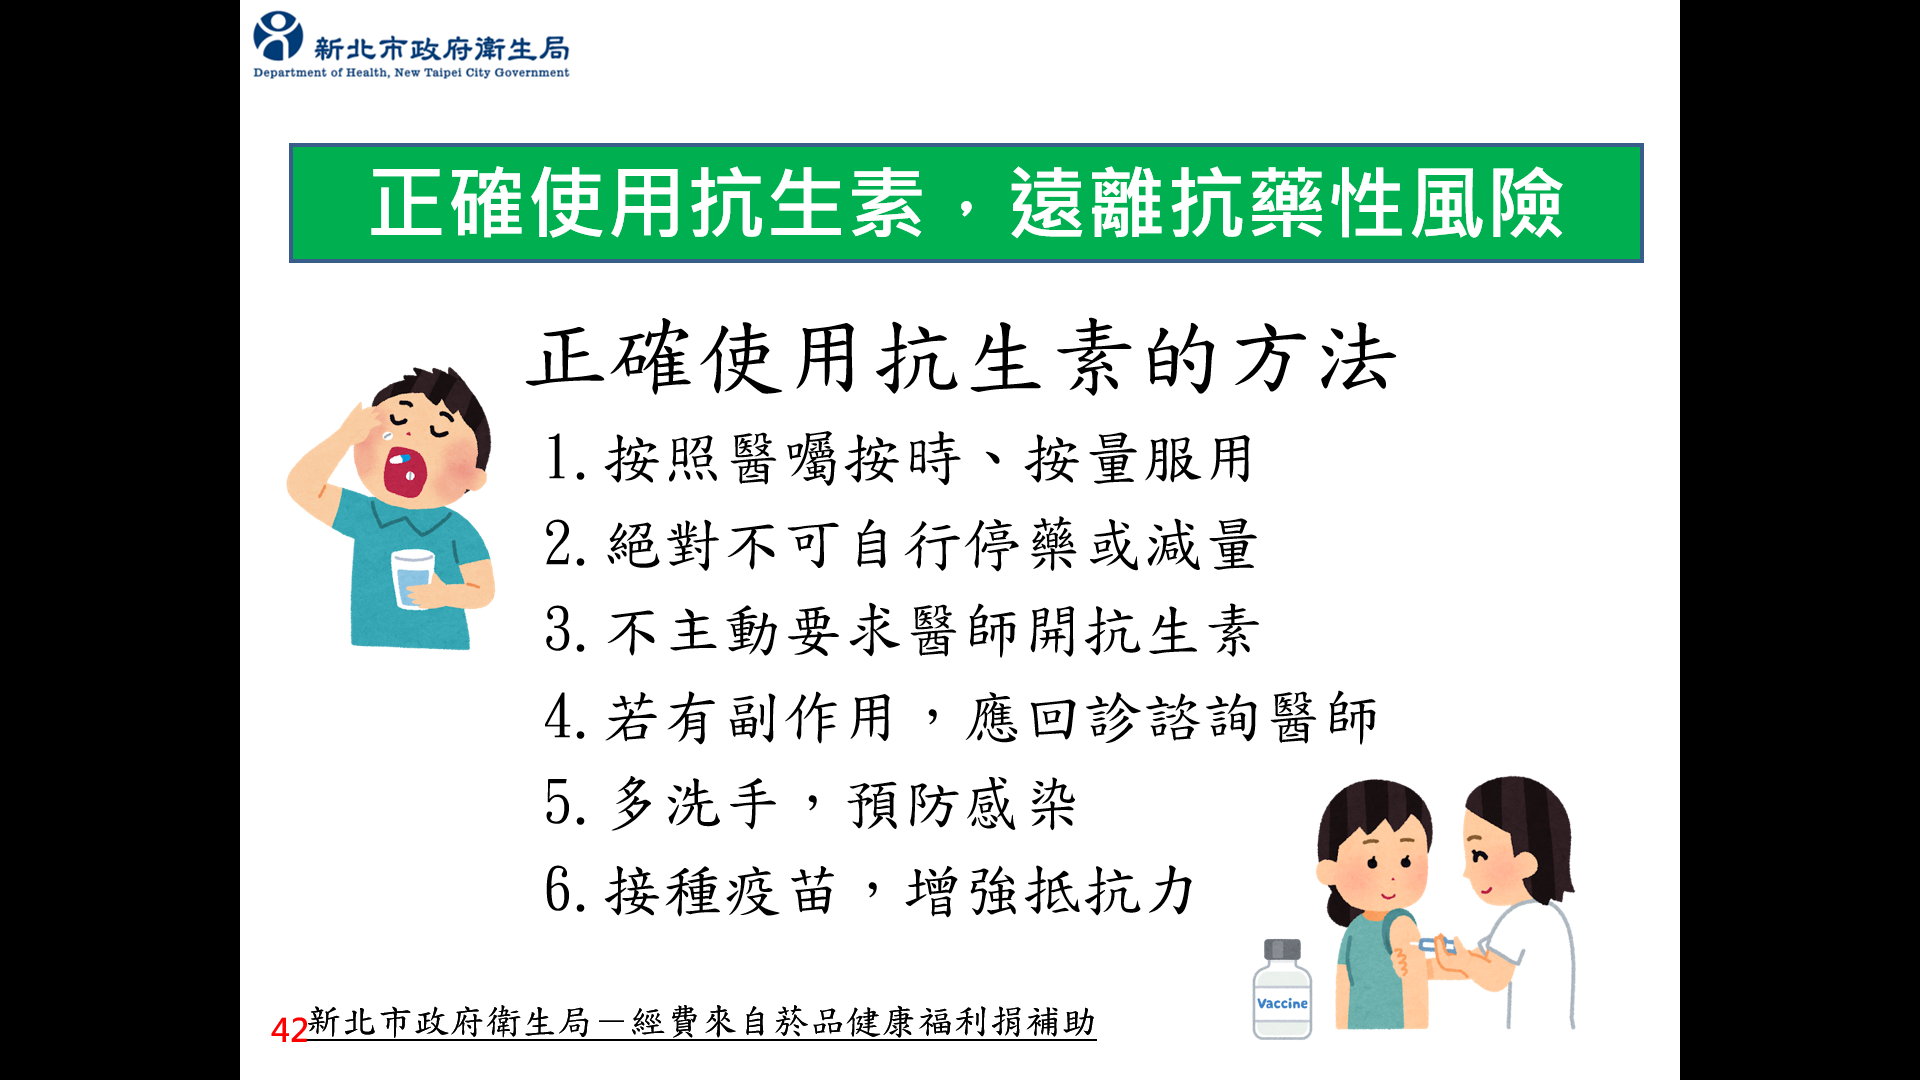 新北市政府衛生局
Department of Health, New Taipei City Government
正確使用抗生素，遠離抗藥性風險
正確使用抗生素的方法
1.按照醫囑按時、按量服用
2.絕對不可自行停藥或減量
3.不主動要求醫師開抗生素
4.若有副作用，應回診諮詢醫師
5.多洗手，預防感染
6.接種疫苗，增強抵抗力
Vaccine
42新北市政府衛生局－經費來自菸品健康福利捐補助